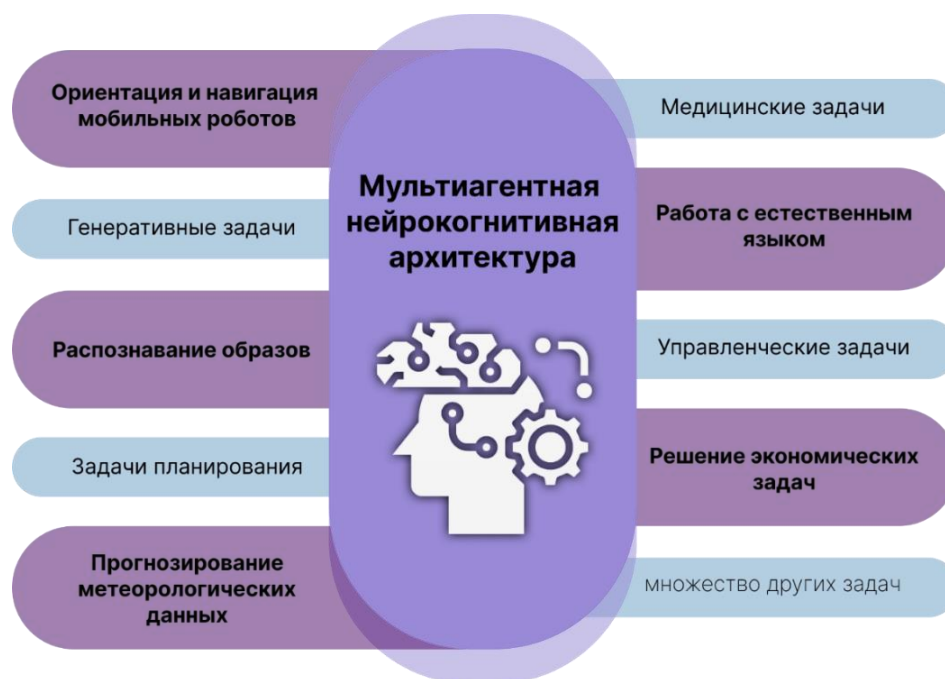 Ориентация и навигация
мобильных роботов
Генеративные задачи
Распознавание образов
Задачи планирования
Прогнозирование
метеорологических
данных
Мультиагентная
нейрокогнитивная
архитектура
Медицинские задачи
Работа с естественным
языком
Управленческие задачи
Решение экономических
задач
множество других задач